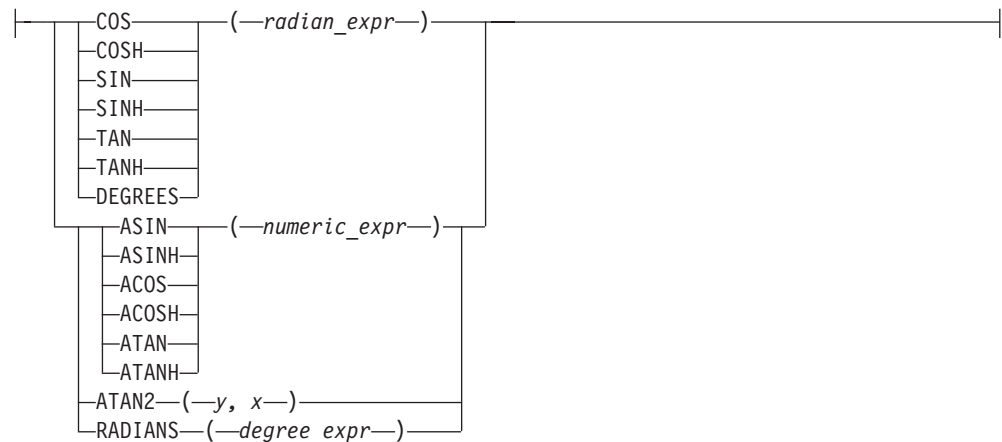 COS ( radian_expr )
COSH
SIN
SINH
TAN
TANH
DEGREES
ASIN ( numeric_expr )
ASINH
ACOS
ACOSH
ATAN
ATANH
ATAN2 ( y, x )
RADIANS ( degree expr )